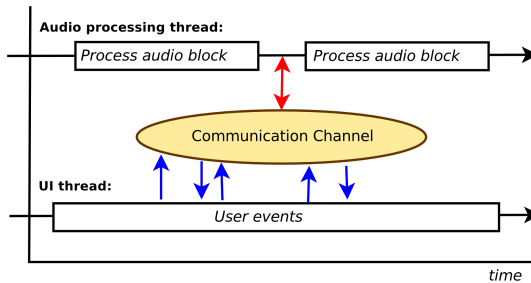 Audio processing thread:
Process audio block
Process audio block
Communication Channel
UI thread:
User events
time